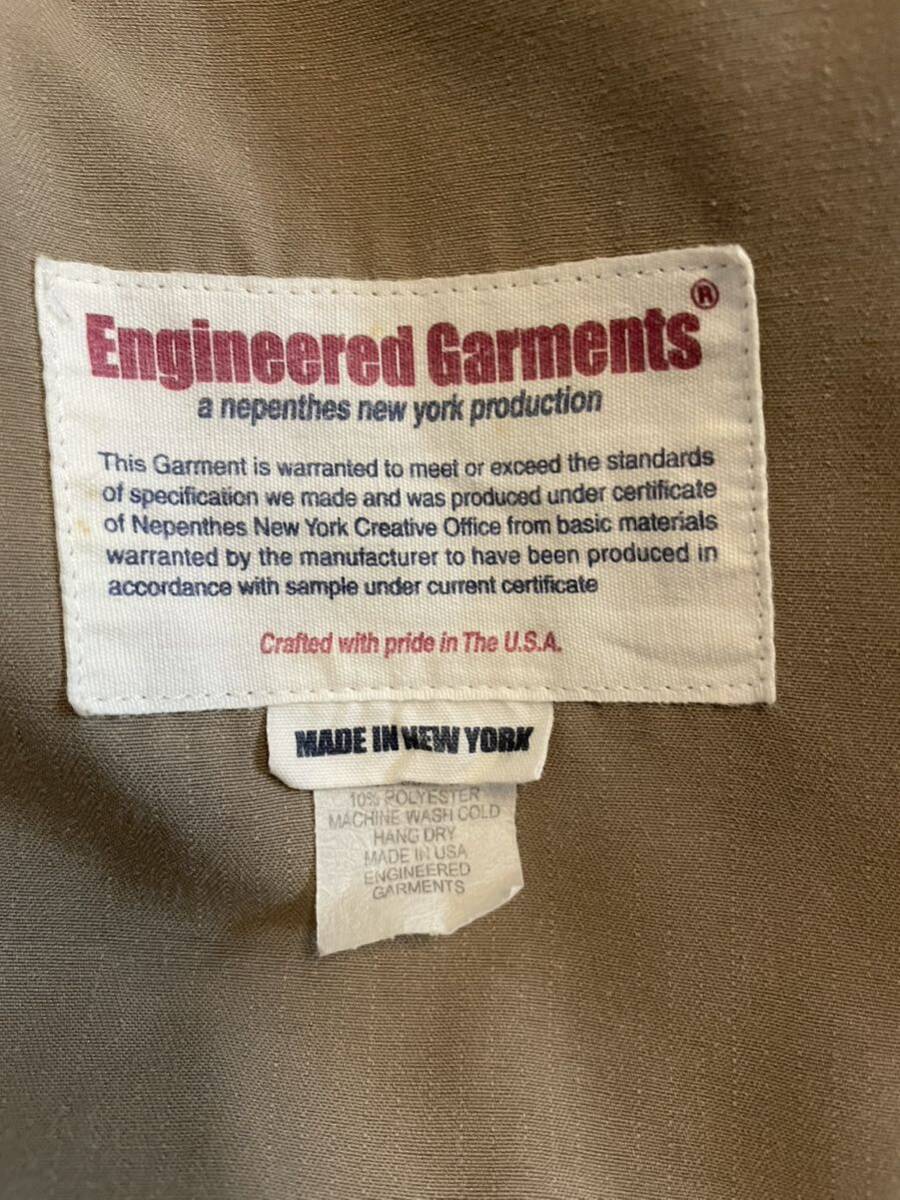 Engineered Garments®
a nepenthes new york production
This Garment is warranted to meet or exceed the standards
of specification we made and was produced under certificate
of Nepenthes New York Creative Office from basic materials
warranted by the manufacturer to have been produced in
accordance with sample under current certificate
Crafted with pride in The U.S.A.
MADE IN NEW YORK
10% POLYESTER
MACHINE WASH COLD
HANG DRY
MADE IN USA
ENGINEERED
GARMENTS